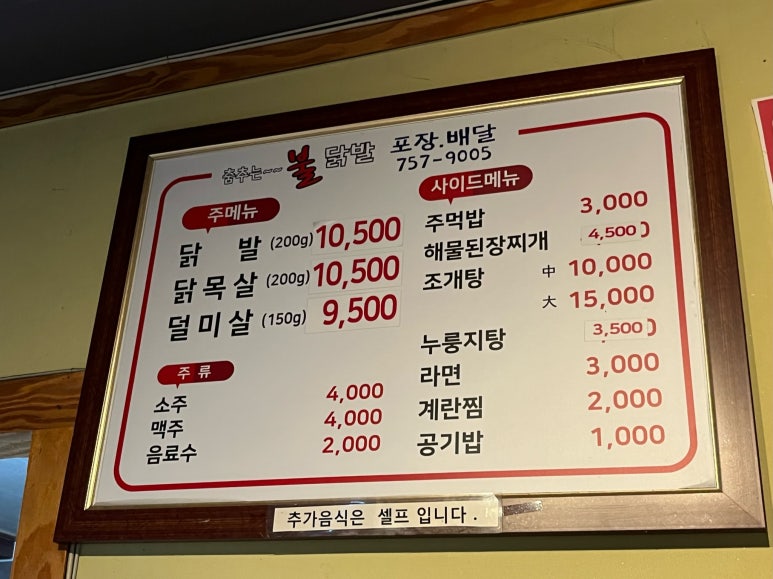 춤추는~~ 불닭발 포장.배달
757-9005
주메뉴
닭 발 (200g) 10,500
닭목살 (200g) 10,500
덜미살 (150g) 9,500
주 류
소주 4,000
맥주 4,000
음료수 2,000
사이드메뉴
주먹밥 3,000
해물된장찌개 4,500
조개탕 中 10,000
大 15,000
누룽지탕 3,500
라면 3,000
계란찜 2,000
공기밥 1,000
추가음식은 셀프 입니다.